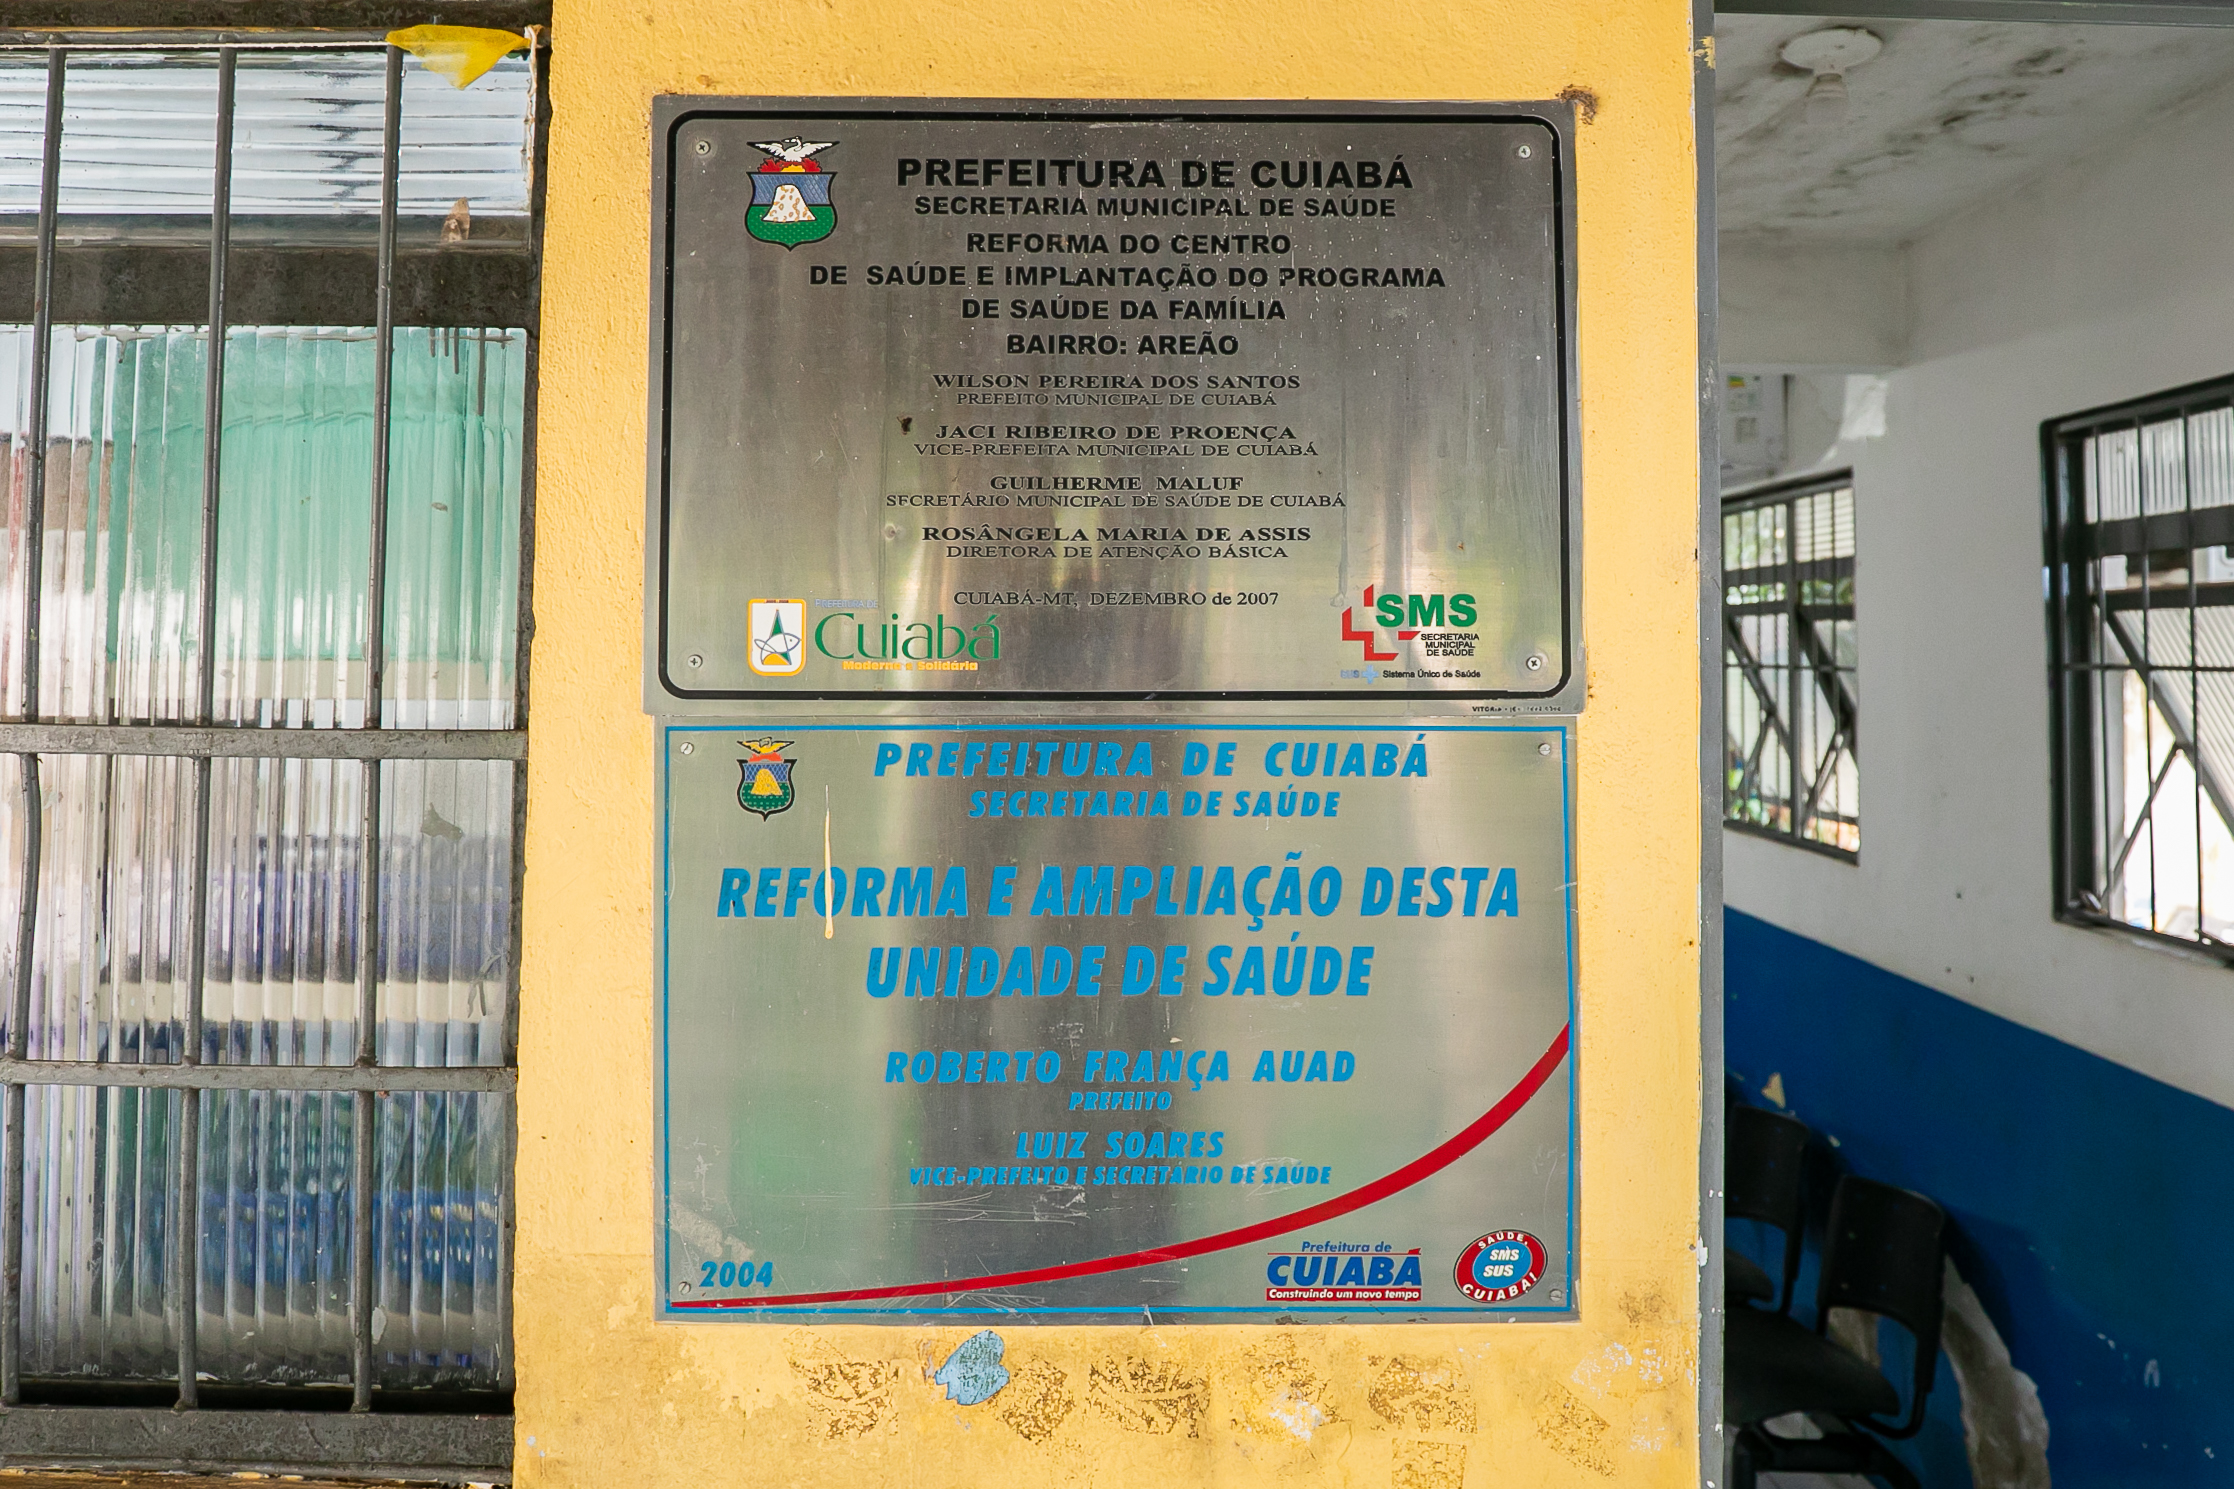 PREFEITURA DE CUIABÁ
SECRETARIA MUNICIPAL DE SAÚDE
REFORMA DO CENTRO
DE SAÚDE E IMPLANTAÇÃO DO PROGRAMA
DE SAÚDE DA FAMÍLIA
BAIRRO: AREÃO
WILSON PEREIRA DOS SANTOS
PREFEITO MUNICIPAL DE CUIABÁ
JACI RIBEIRO DE PROENÇA
VICE-PREFEITA MUNICIPAL DE CUIABÁ
GUILHERME MALUF
SECRETÁRIO MUNICIPAL DE SAÚDE DE CUIABÁ
ROSÂNGELA MARIA DE ASSIS
DIRETORA DE ATENÇÃO BÁSICA
CUIABÁ-MT, DEZEMBRO de 2007
PREFEITURA DE
Cuiabá
Moderna e Solidária
SMS
SECRETARIA
MUNICIPAL
DE SAÚDE
Sistema Único de Saúde
PREFEITURA DE CUIABÁ
SECRETARIA DE SAÚDE
REFORMA E AMPLIAÇÃO DESTA
UNIDADE DE SAÚDE
ROBERTO FRANÇA AUAD
PREFEITO
LUIZ SOARES
VICE-PREFEITO E SECRETÁRIO DE SAÚDE
2004
Prefeitura de
CUIABÁ
Construindo um novo tempo
SAÚDE,
SMS
SUS
CUIABÁ!